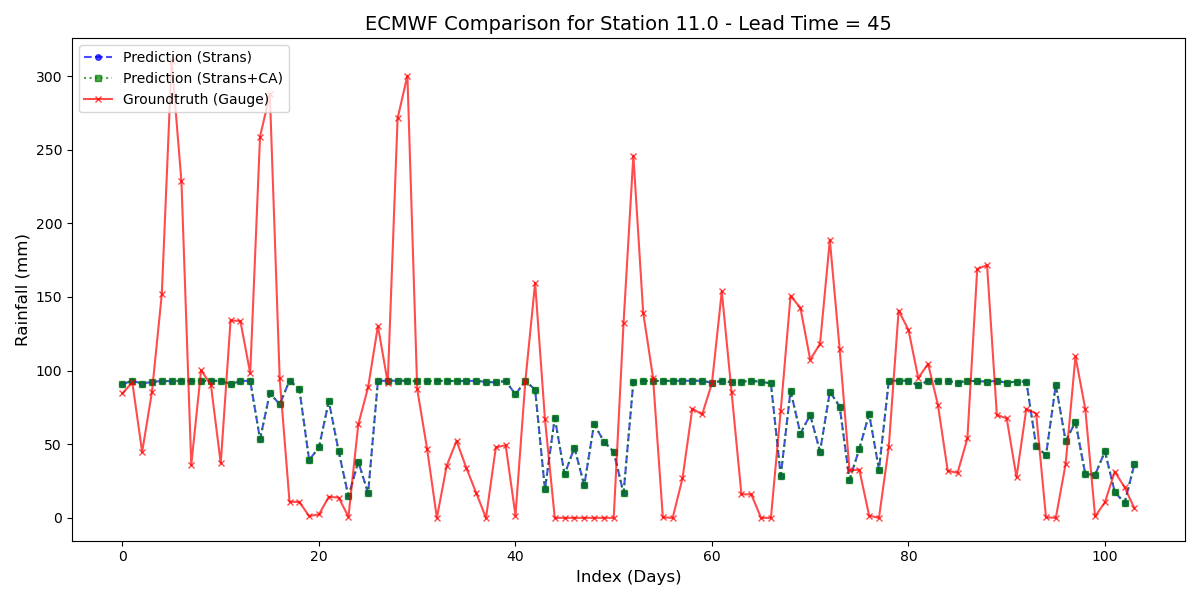 ECMWF Comparison for Station 11.0 - Lead Time = 45
Prediction (Strans)
Prediction (Strans+CA)
Groundtruth (Gauge)
Rainfall (mm)
300
250
200
150
100
50
0
0 20 40 60 80 100
Index (Days)